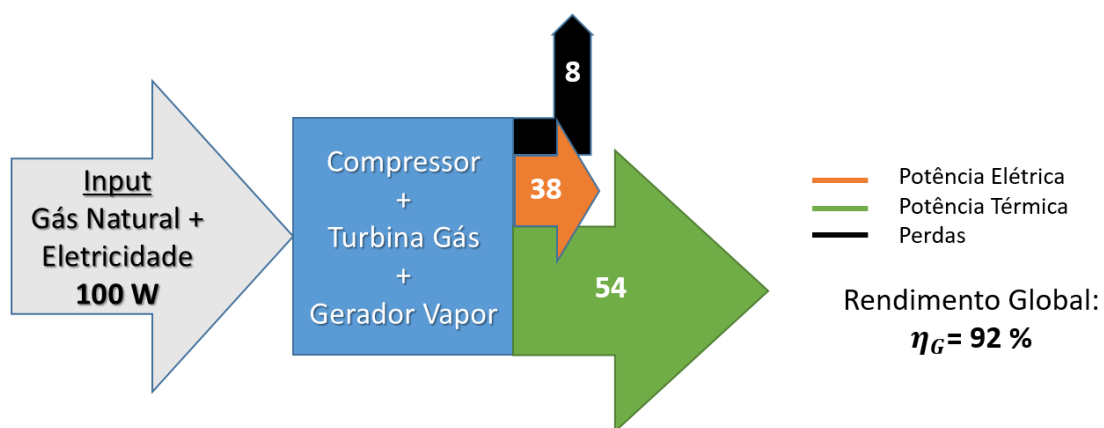 Input
Gás Natural +
Eletricidade
100 W
Compressor
+
Turbina Gás
+
Gerador Vapor
8
38
54
Potência Elétrica
Potência Térmica
Perdas
Rendimento Global:
η_G= 92 %